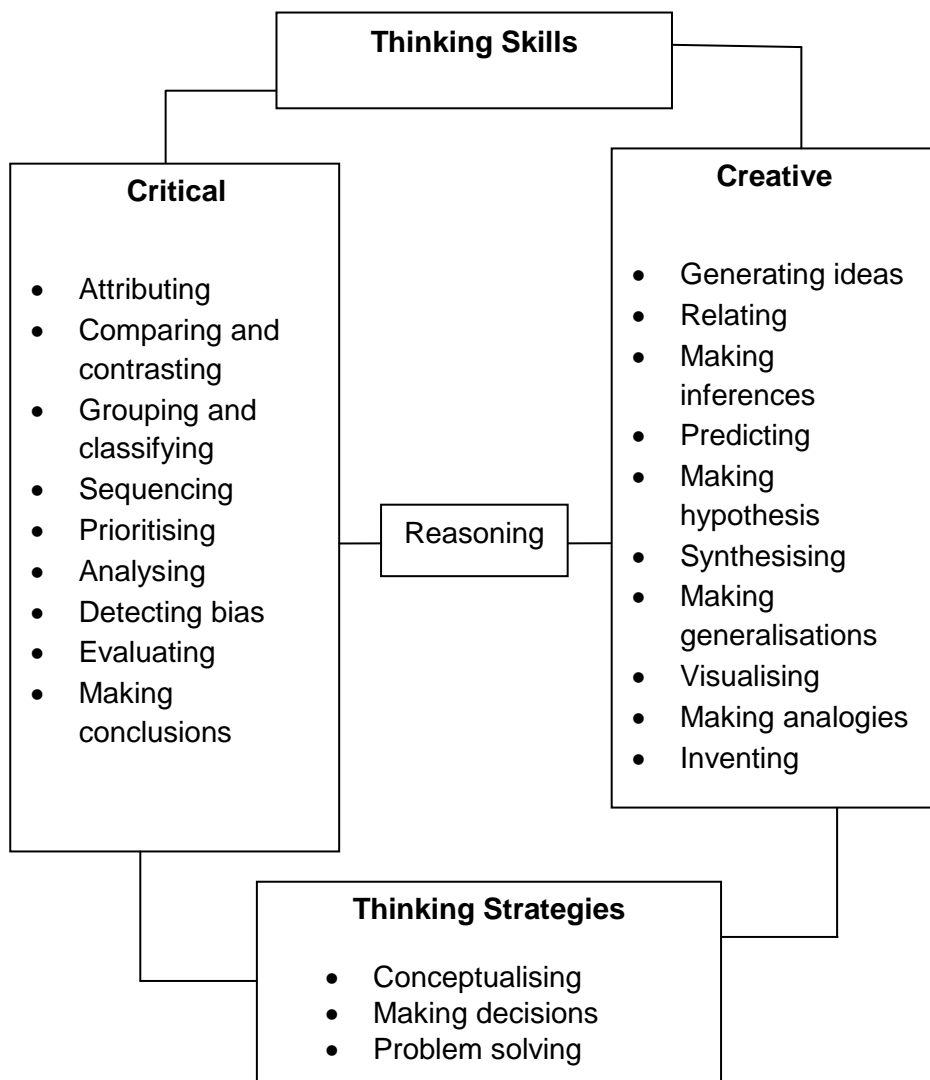 Thinking Skills
Critical
• Attributing
• Comparing and
contrasting
• Grouping and
classifying
• Sequencing
• Prioritising
• Analysing
• Detecting bias
• Evaluating
• Making
conclusions
Reasoning
Creative
• Generating ideas
• Relating
• Making
inferences
• Predicting
• Making
hypothesis
• Synthesising
• Making
generalisations
• Visualising
• Making analogies
• Inventing
Thinking Strategies
• Conceptualising
• Making decisions
• Problem solving